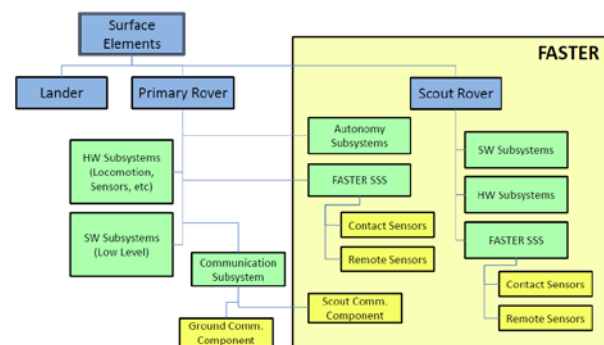 Surface
Elements
FASTER
Lander
Primary Rover
Scout Rover
HW Subsystems
(Locomotion,
Sensors, etc)
SW Subsystems
(Low Level)
Communication
Subsystem
Ground Comm.
Component
Autonomy
Subsystems
FASTER SSS
Contact Sensors
Remote Sensors
Scout Comm.
Component
SW Subsystems
HW Subsystems
FASTER SSS
Contact Sensors
Remote Sensors